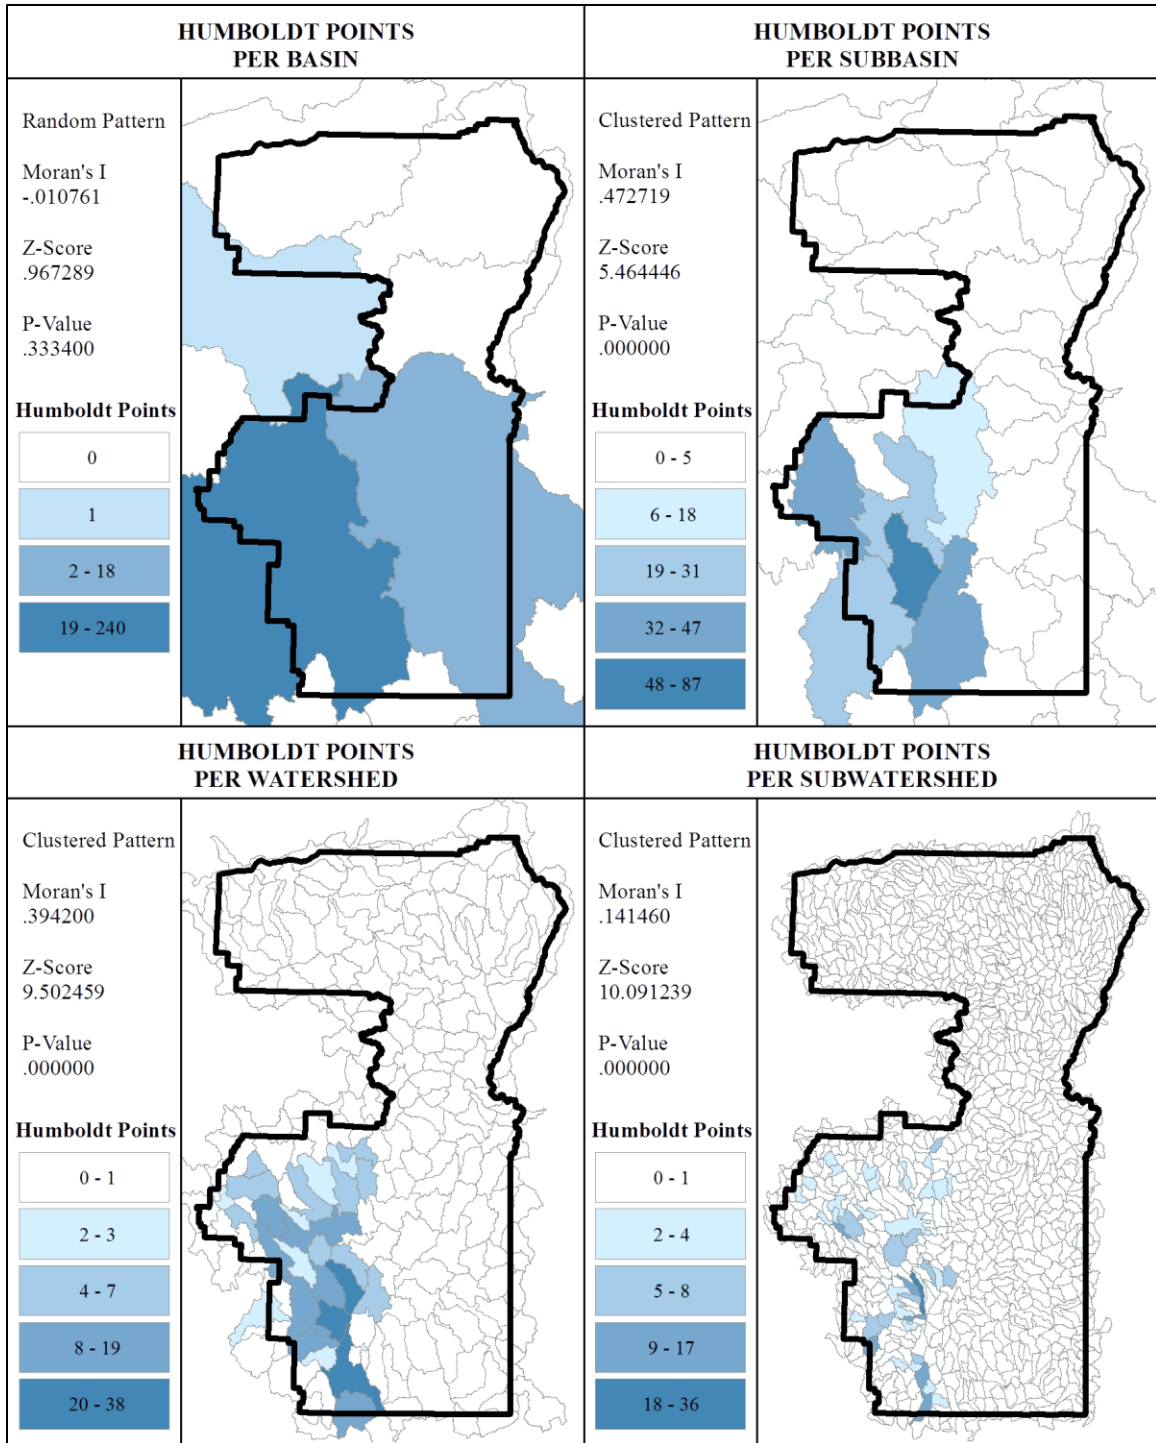 HUMBOLDT POINTS
PER BASIN
Random Pattern
Moran's I
-.010761
Z-Score
.967289
P-Value
.333400
Humboldt Points
0
1
2 - 18
19 - 240
HUMBOLDT POINTS
PER SUBBASIN
Clustered Pattern
Moran's I
.472719
Z-Score
5.464446
P-Value
.000000
Humboldt Points
0 - 5
6 - 18
19 - 31
32 - 47
48 - 87
HUMBOLDT POINTS
PER WATERSHED
Clustered Pattern
Moran's I
.394200
Z-Score
9.502459
P-Value
.000000
Humboldt Points
0 - 1
2 - 3
4 - 7
8 - 19
20 - 38
HUMBOLDT POINTS
PER SUBWATERSHED
Clustered Pattern
Moran's I
.141460
Z-Score
10.091239
P-Value
.000000
Humboldt Points
0 - 1
2 - 4
5 - 8
9 - 17
18 - 36